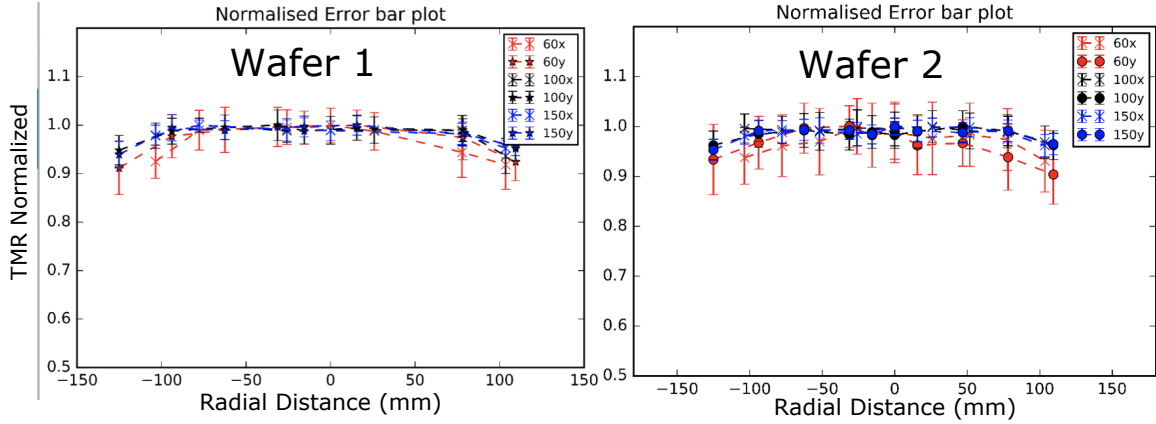 Normalised Error bar plot
Wafer 1
60x
60y
100x
100y
150x
150y
1.1
1.0
0.9
0.8
0.7
0.6
0.5
−150
−100
−50
0
50
100
150
TMR Normalized
Radial Distance (mm)
Normalised Error bar plot
Wafer 2
60x
60y
100x
100y
150x
150y
1.1
1.0
0.9
0.8
0.7
0.6
0.5
−150
−100
−50
0
50
100
150
Radial Distance (mm)